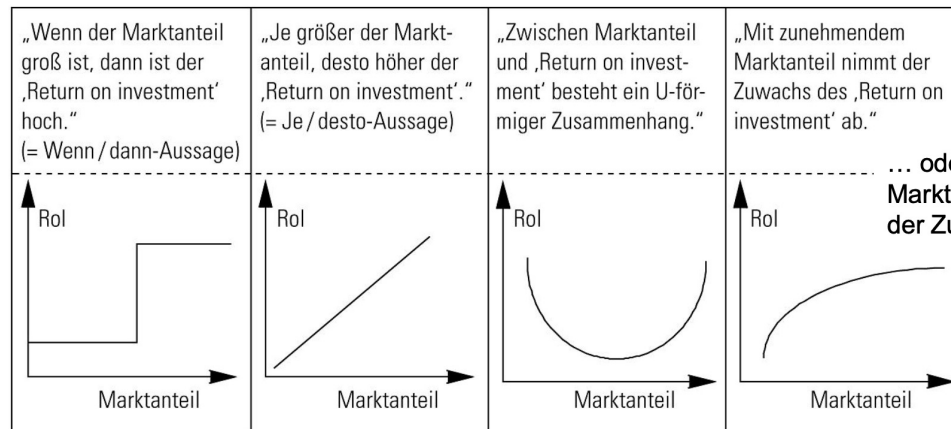 „Wenn der Marktanteil
groß ist, dann ist der
‚Return on investment‘
hoch.“
(= Wenn / dann-Aussage)
„Je größer der Markt-
anteil, desto höher der
‚Return on investment‘.“
(= Je / desto-Aussage)
„Zwischen Marktanteil
und ‚Return on invest-
ment‘ besteht ein U-för-
miger Zusammenhang.“
„Mit zunehmendem
Marktanteil nimmt der
Zuwachs des ‚Return on
investment‘ ab.“
… ode
Markt
der Zu
RoI
Marktanteil
RoI
Marktanteil
RoI
Marktanteil
RoI
Marktanteil